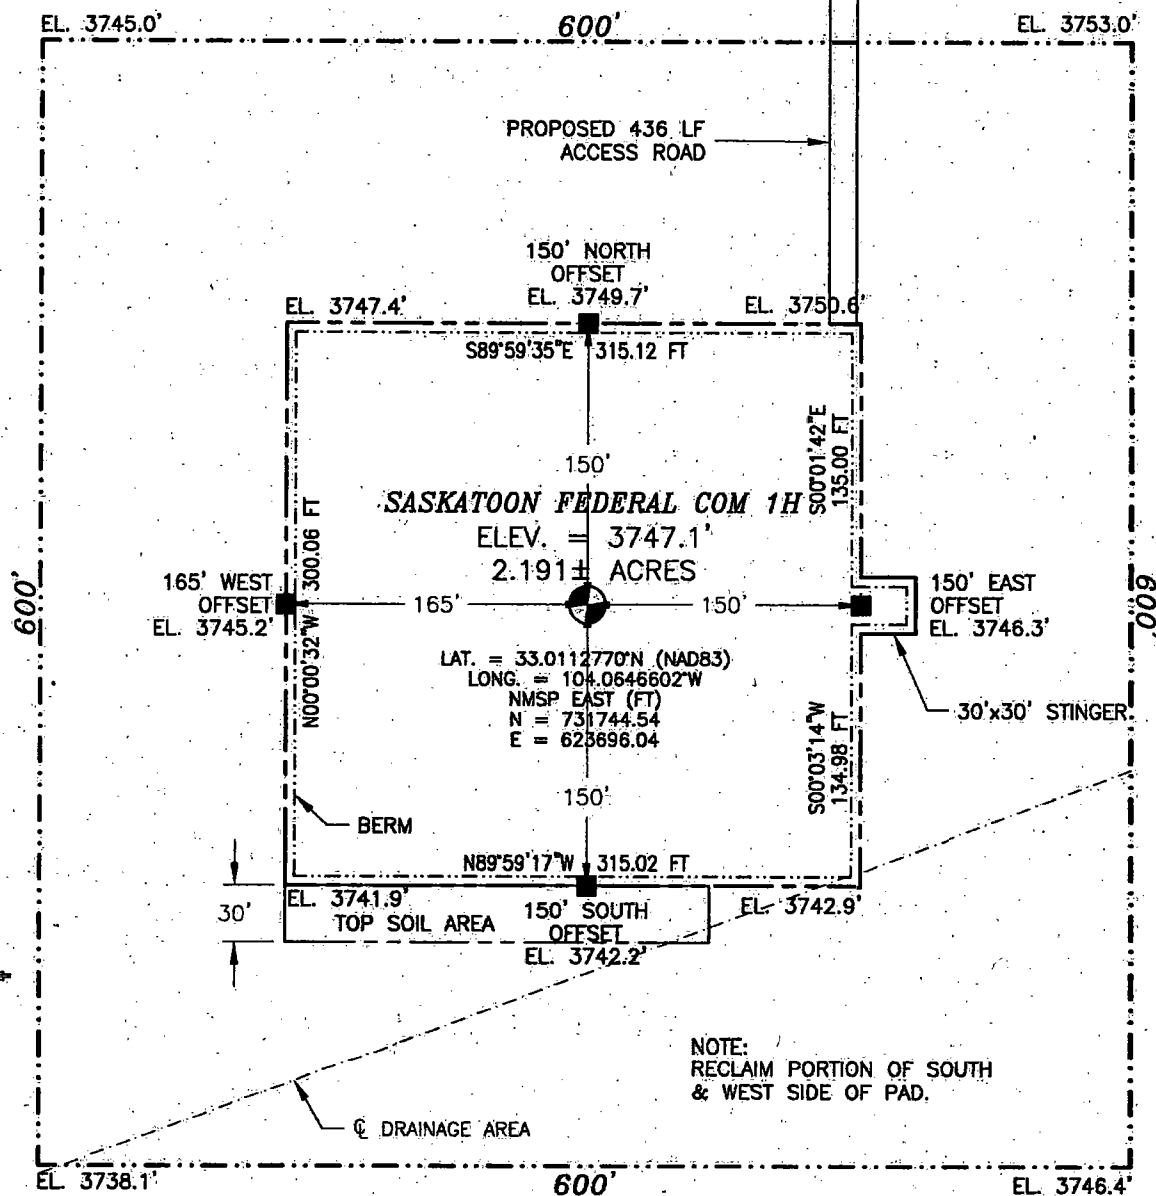 EL. 3745.0'
600'
EL. 3753.0'
PROPOSED 436 LF
ACCESS ROAD
150' NORTH
OFFSET
EL. 3749.7'
EL. 3747.4'
EL. 3750.6'
S89°59'35"E 315.12 FT
S00°01'42"E
135.00 FT
150'
SASKATOON FEDERAL COM 1H
ELEV. = 3747.1'
2.191± ACRES
N00°00'32"W 300.06 FT
600'
165' WEST
OFFSET
EL. 3745.2'
165'
150'
150' EAST
OFFSET
EL. 3746.3'
600'
LAT. = 33.0112770°N (NAD83)
LONG. = 104.0646602°W
NMSP EAST (FT)
N = 731744.54
E = 623696.04
30'x30' STINGER
S00°03'14"W
134.98 FT
150'
BERM
N89°59'17"W 315.02 FT
30'
EL. 3741.9'
TOP SOIL AREA
150' SOUTH
OFFSET
EL. 3742.2'
EL. 3742.9'
NOTE:
RECLAIM PORTION OF SOUTH
& WEST SIDE OF PAD.
℄ DRAINAGE AREA
EL. 3738.1'
600'
EL. 3746.4'